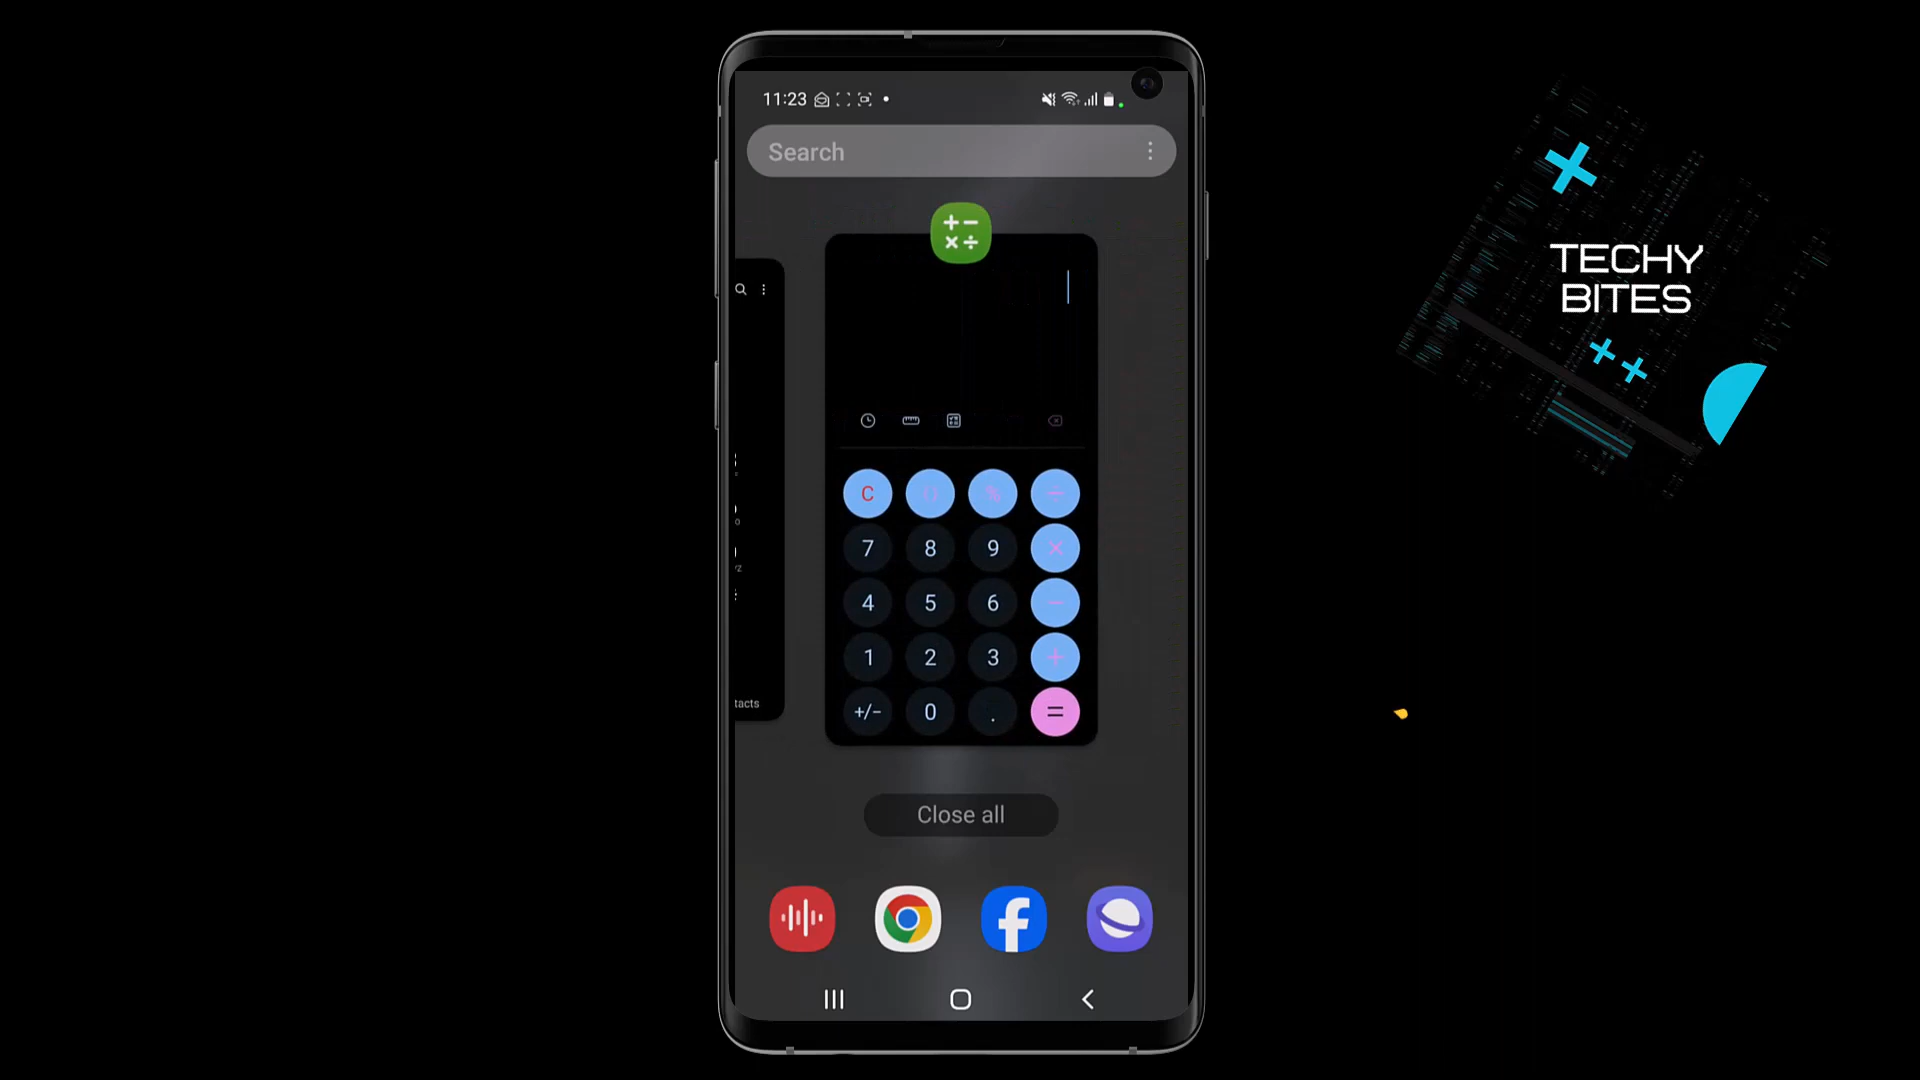 11:23
Search
TECHY
BITES
C () % ÷
7 8 9 ×
4 5 6 −
1 2 3 +
+/− 0 . =
tacts
Close all